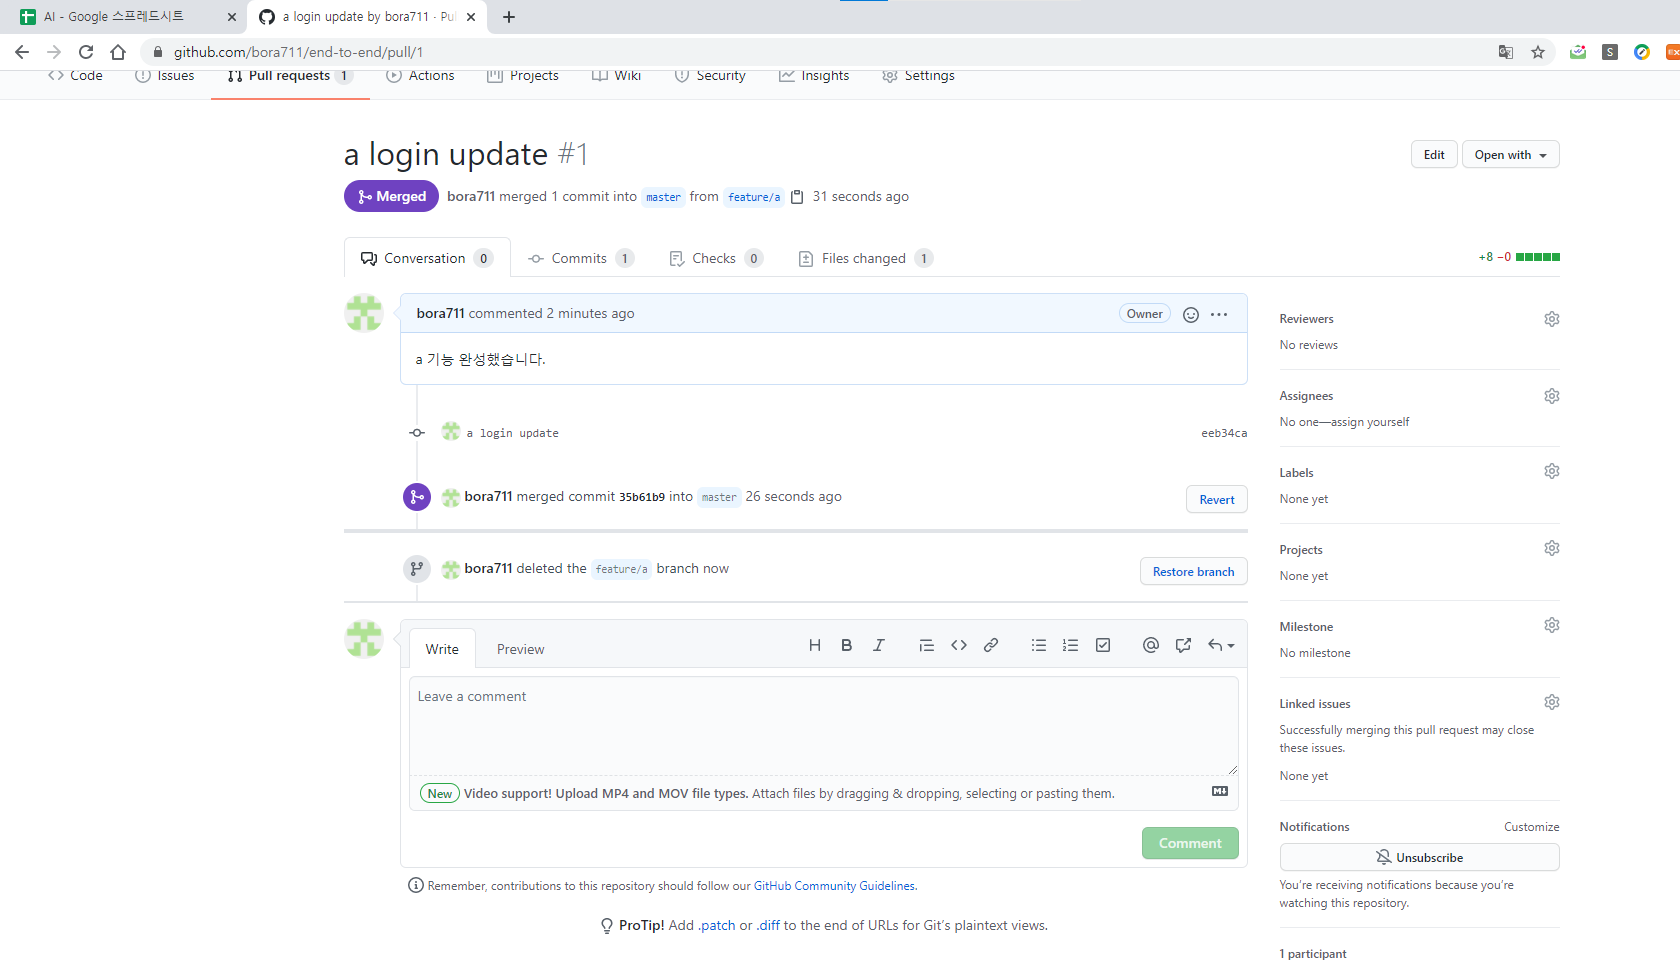 AI - Google 스프레드시트
a login update by bora711 · Pu
github.com/bora711/end-to-end/pull/1
Code
Issues
Pull requests 1
Actions
Projects
Wiki
Security
Insights
Settings
a login update #1
Edit
Open with
Merged
bora711 merged 1 commit into master from feature/a 31 seconds ago
Conversation 0
Commits 1
Checks 0
Files changed 1
+8 −0
bora711 commented 2 minutes ago
Owner
a 기능 완성했습니다.
a login update
eeb34ca
bora711 merged commit 35b61b9 into master 26 seconds ago
Revert
bora711 deleted the feature/a branch now
Restore branch
Write
Preview
Leave a comment
New Video support! Upload MP4 and MOV file types. Attach files by dragging & dropping, selecting or pasting them.
Comment
Remember, contributions to this repository should follow our GitHub Community Guidelines.
ProTip! Add .patch or .diff to the end of URLs for Git's plaintext views.
Reviewers
No reviews
Assignees
No one—assign yourself
Labels
None yet
Projects
None yet
Milestone
No milestone
Linked issues
Successfully merging this pull request may close
these issues.
None yet
Notifications
Customize
Unsubscribe
You're receiving notifications because you're
watching this repository.
1 participant